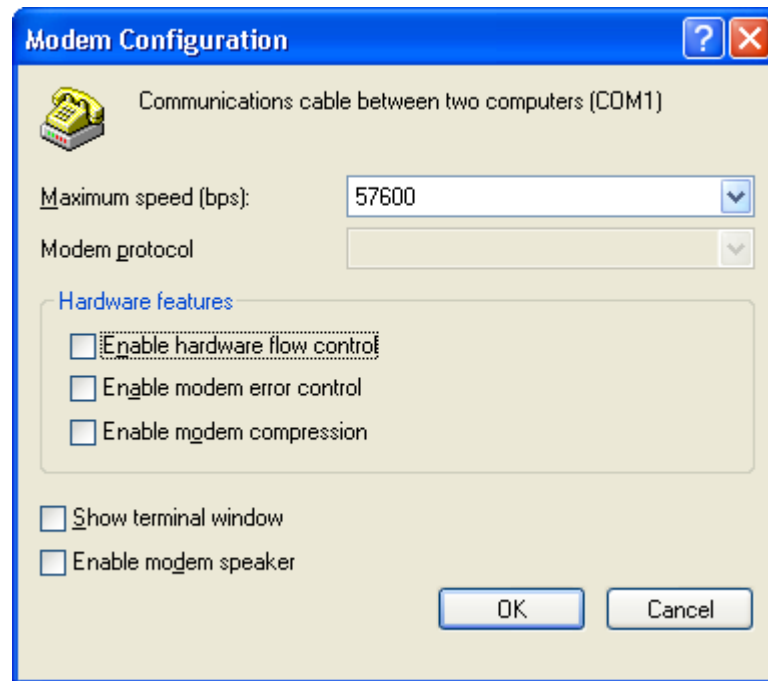 Modem Configuration
Communications cable between two computers (COM1)
Maximum speed (bps): 57600
Modem protocol
Hardware features
Enable hardware flow control
Enable modem error control
Enable modem compression
Show terminal window
Enable modem speaker
OK Cancel